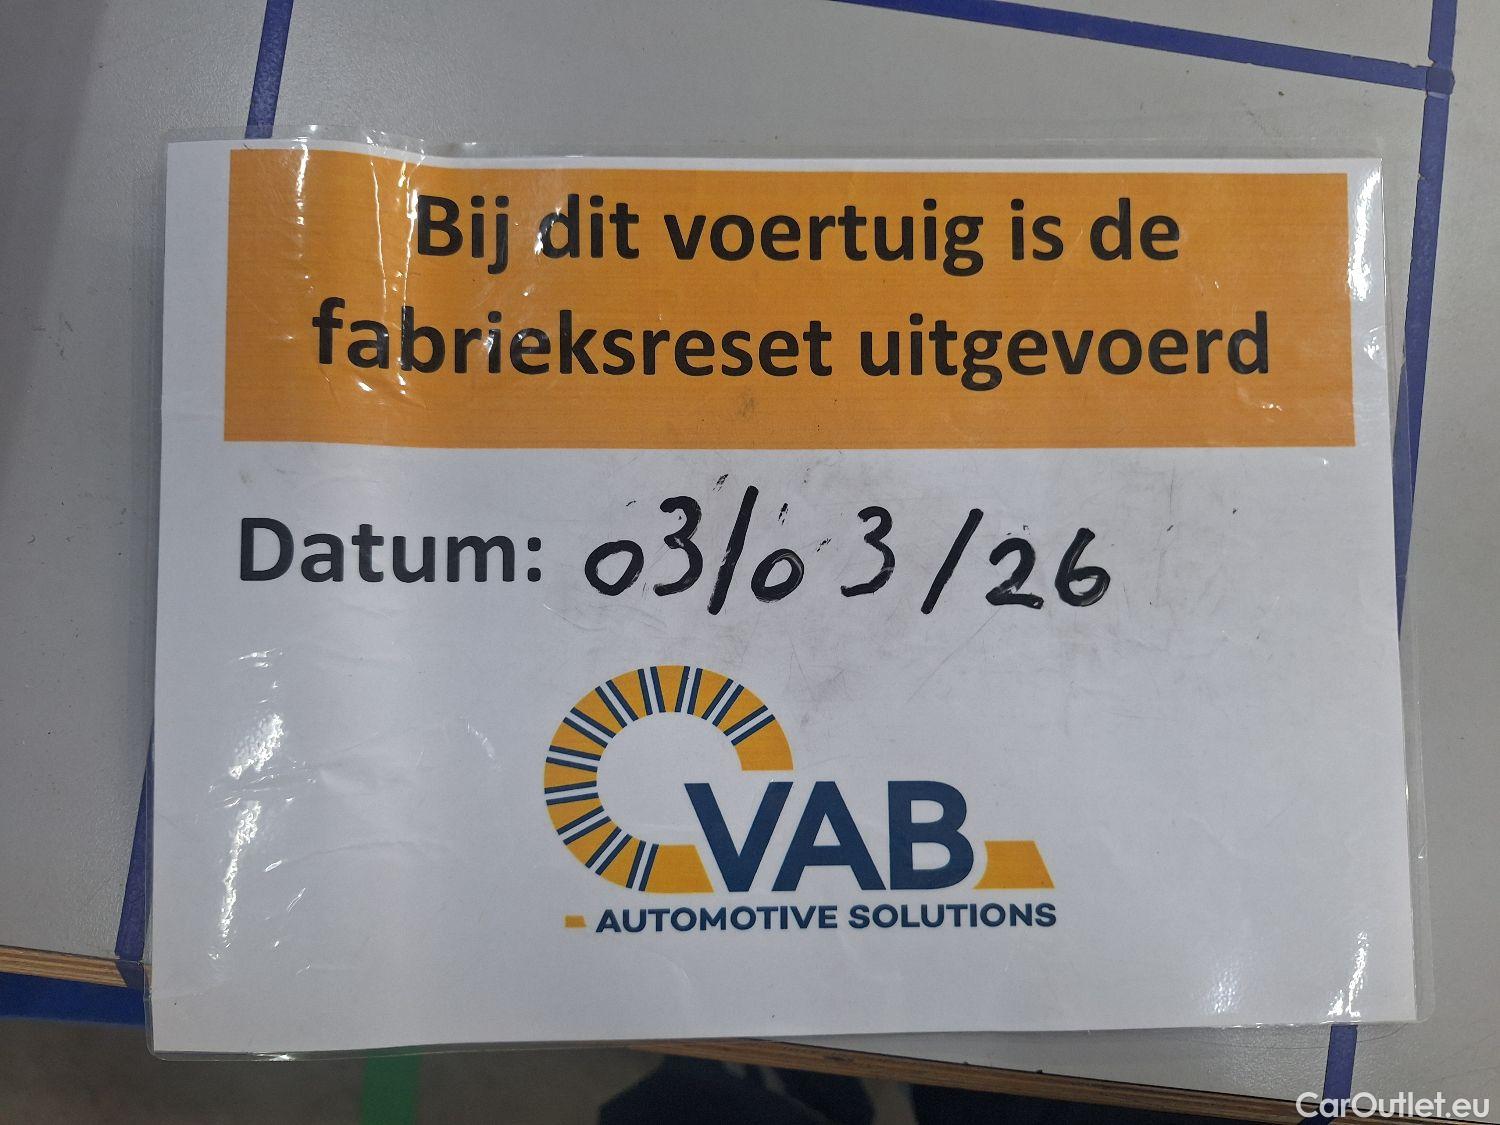 Bij dit voertuig is de
fabrieksreset uitgevoerd
Datum: 03/03/26
VAB
AUTOMOTIVE SOLUTIONS
CarOutlet.eu